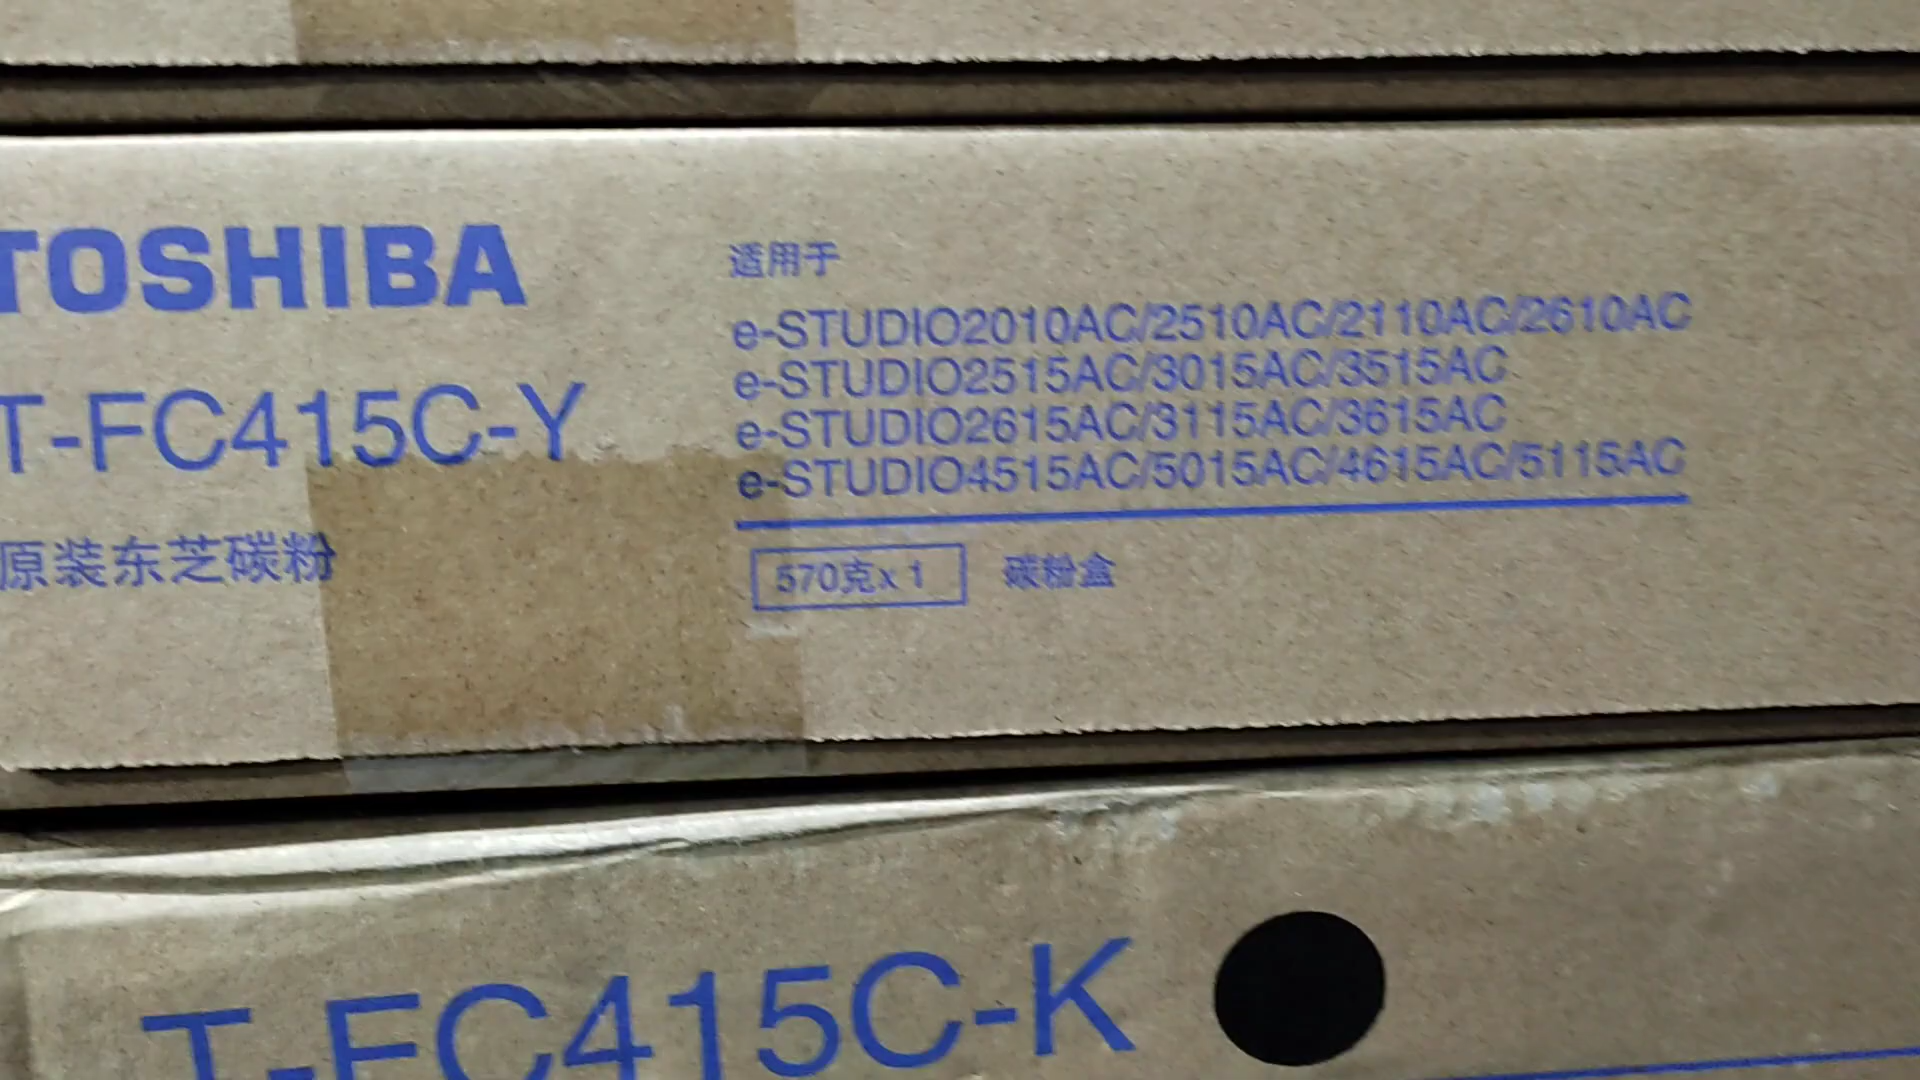 TOSHIBA
T-FC415C-Y
原装东芝碳粉
适用于
e-STUDIO2010AC/2510AC/2110AC/2610AC
e-STUDIO2515AC/3015AC/3515AC
e-STUDIO2615AC/3115AC/3615AC
e-STUDIO4515AC/5015AC/4615AC/5115AC
570克x 1
碳粉盒
T-FC415C-K